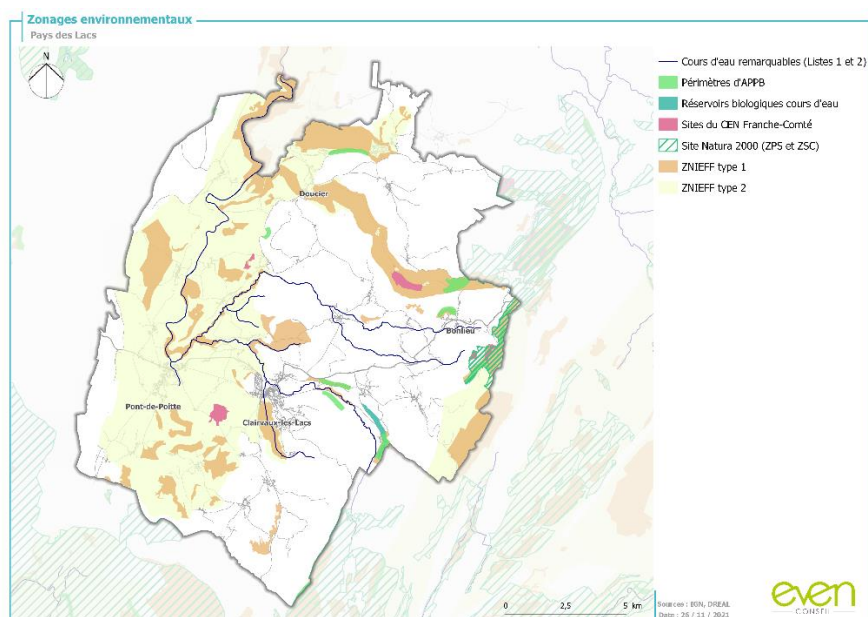 Zonages environnementaux
Pays des Lacs
N
Cours d'eau remarquables (Listes 1 et 2)
Périmètres d'APPB
Réservoirs biologiques cours d'eau
Sites du CEN Franche-Comté
Site Natura 2000 (ZPS et ZSC)
ZNIEFF type 1
ZNIEFF type 2
Doucier
Bonlieu
Pont-de-Poitte
Clairvaux-les-Lacs
0 2,5 5 km
Sources : IGN, DREAL
Date : 26 / 11 / 2021
even
CONSEIL